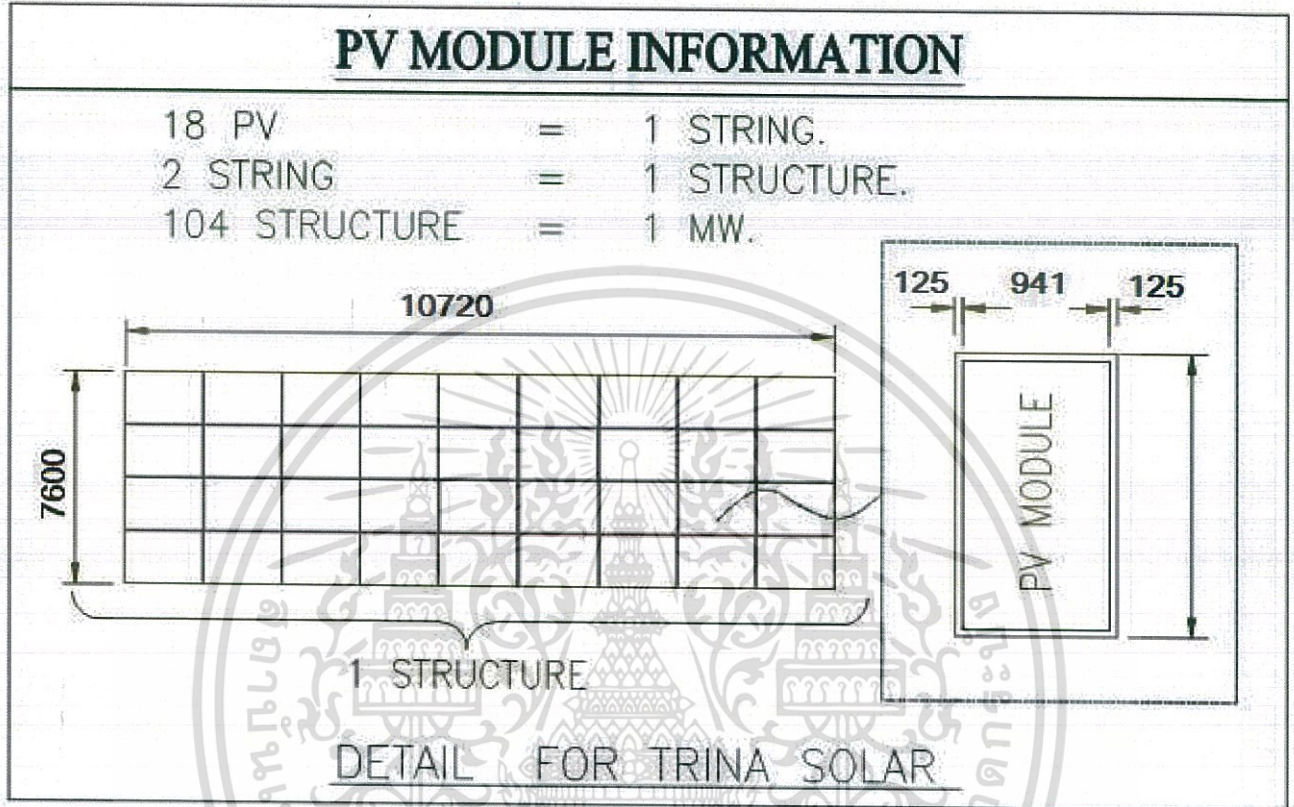 PV MODULE INFORMATION
18 PV = 1 STRING.
2 STRING = 1 STRUCTURE.
104 STRUCTURE = 1 MW.
125 941 125
10720
7600
PV MODULE
1 STRUCTURE
DETAIL FOR TRINA SOLAR